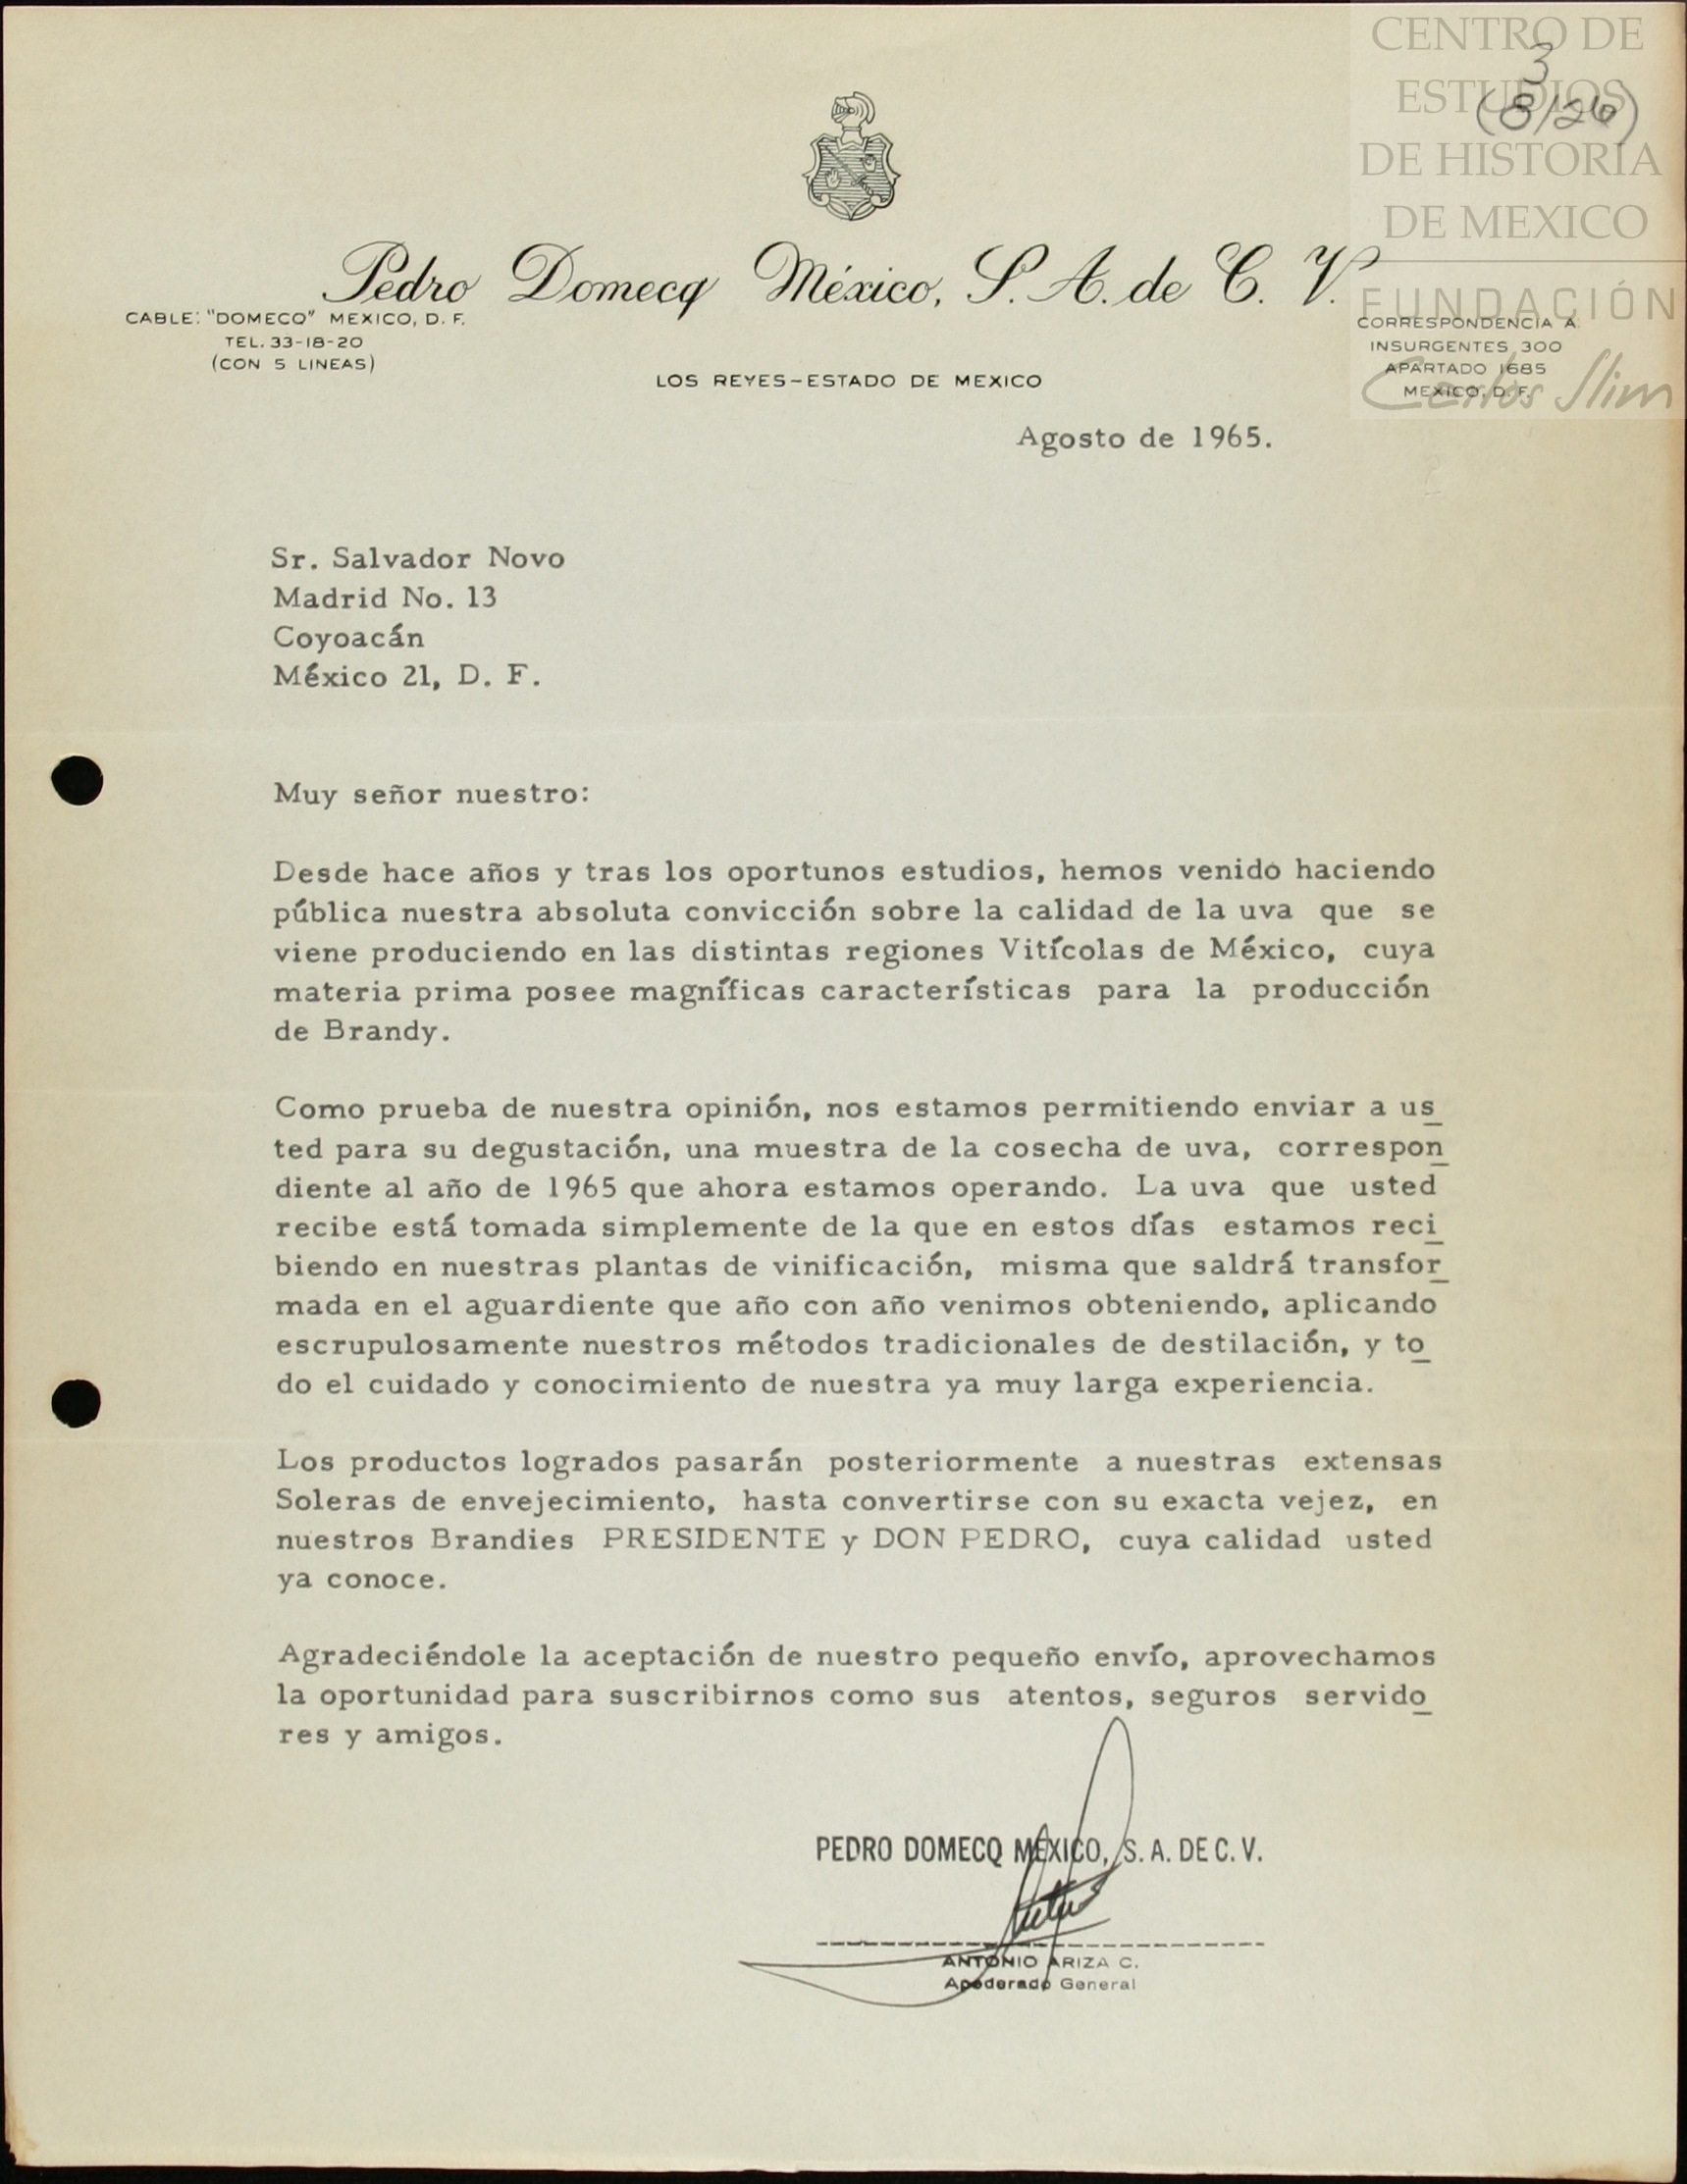 CENTRO DE
ESTUDIOS
DE HISTORIA
DE MEXICO
FUNDACIÓN
Carlos Slim
3
(8/26)
Pedro Domecq México, S. A. de C. V.
CABLE: "DOMECQ" MEXICO, D. F.
TEL. 33-18-20
(CON 5 LINEAS)
LOS REYES-ESTADO DE MEXICO
CORRESPONDENCIA A:
INSURGENTES 300
APARTADO 1685
MEXICO, D. F.
Agosto de 1965.
Sr. Salvador Novo
Madrid No. 13
Coyoacán
México 21, D. F.
Muy señor nuestro:
Desde hace años y tras los oportunos estudios, hemos venido haciendo
pública nuestra absoluta convicción sobre la calidad de la uva que se
viene produciendo en las distintas regiones Vitícolas de México, cuya
materia prima posee magníficas características para la producción
de Brandy.
Como prueba de nuestra opinión, nos estamos permitiendo enviar a us
ted para su degustación, una muestra de la cosecha de uva, correspon
diente al año de 1965 que ahora estamos operando. La uva que usted
recibe está tomada simplemente de la que en estos días estamos reci
biendo en nuestras plantas de vinificación, misma que saldrá transfor
mada en el aguardiente que año con año venimos obteniendo, aplicando
escrupulosamente nuestros métodos tradicionales de destilación, y to
do el cuidado y conocimiento de nuestra ya muy larga experiencia.
Los productos logrados pasarán posteriormente a nuestras extensas
Soleras de envejecimiento, hasta convertirse con su exacta vejez, en
nuestros Brandies PRESIDENTE y DON PEDRO, cuya calidad usted
ya conoce.
Agradeciéndole la aceptación de nuestro pequeño envío, aprovechamos
la oportunidad para suscribirnos como sus atentos, seguros servido
res y amigos.
PEDRO DOMECQ MEXICO, S. A. DE C. V.
ANTONIO ARIZA C.
Apoderado General